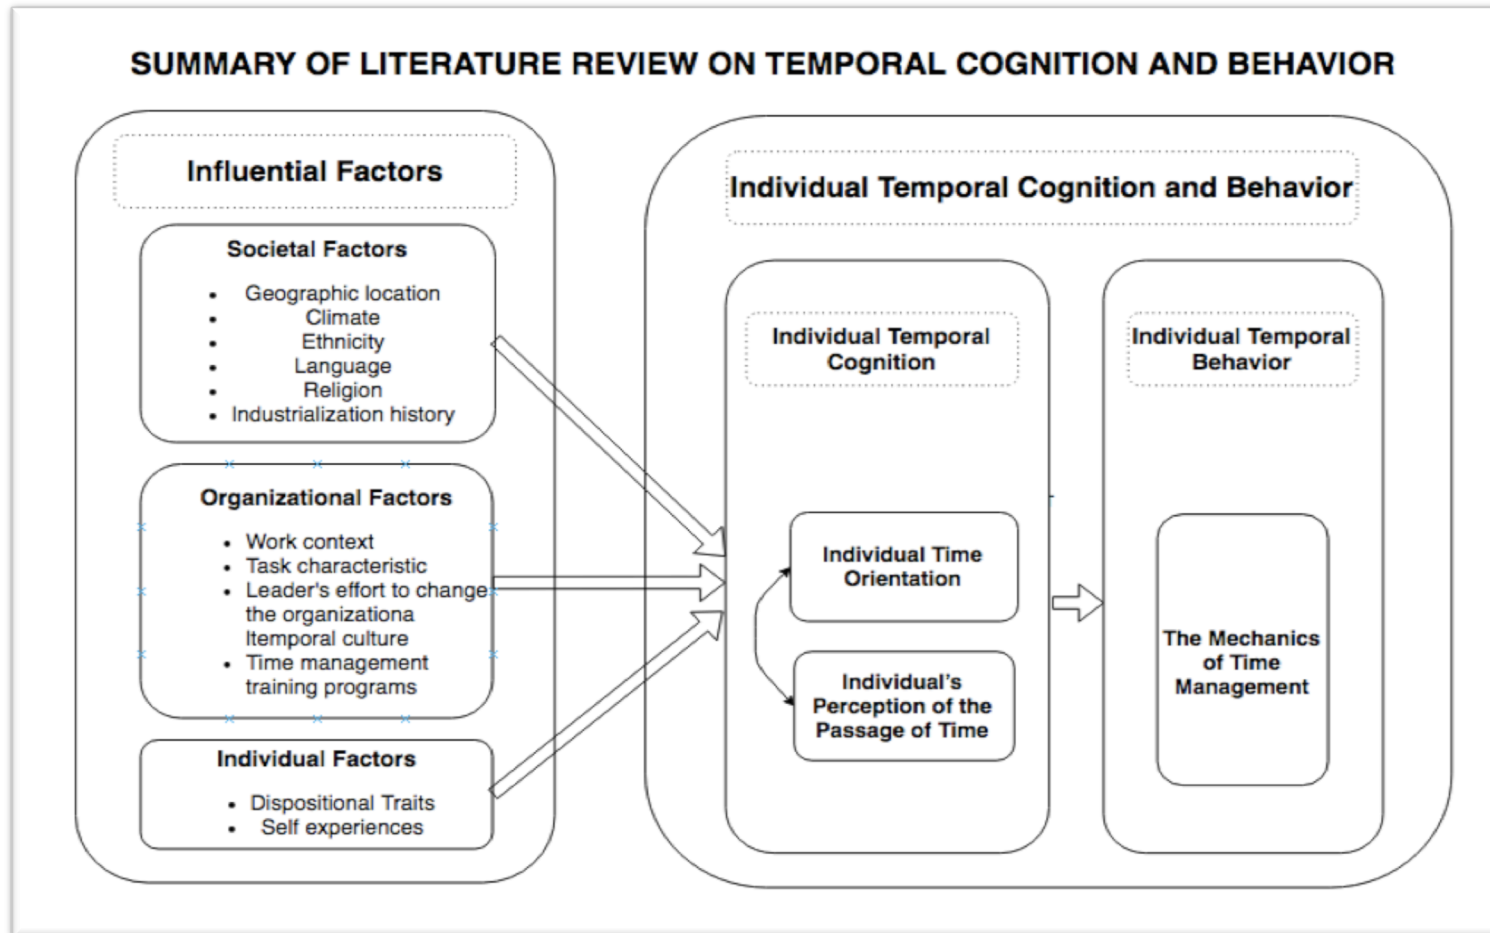 SUMMARY OF LITERATURE REVIEW ON TEMPORAL COGNITION AND BEHAVIOR
Influential Factors
Societal Factors
• Geographic location
• Climate
• Ethnicity
• Language
• Religion
• Industrialization history
Organizational Factors
• Work context
• Task characteristic
• Leader's effort to change
the organizationa
ltemporal culture
• Time management
training programs
Individual Factors
• Dispositional Traits
• Self experiences
Individual Temporal Cognition and Behavior
Individual Temporal
Cognition
Individual Time
Orientation
Individual's
Perception of the
Passage of Time
Individual Temporal
Behavior
The Mechanics
of Time
Management